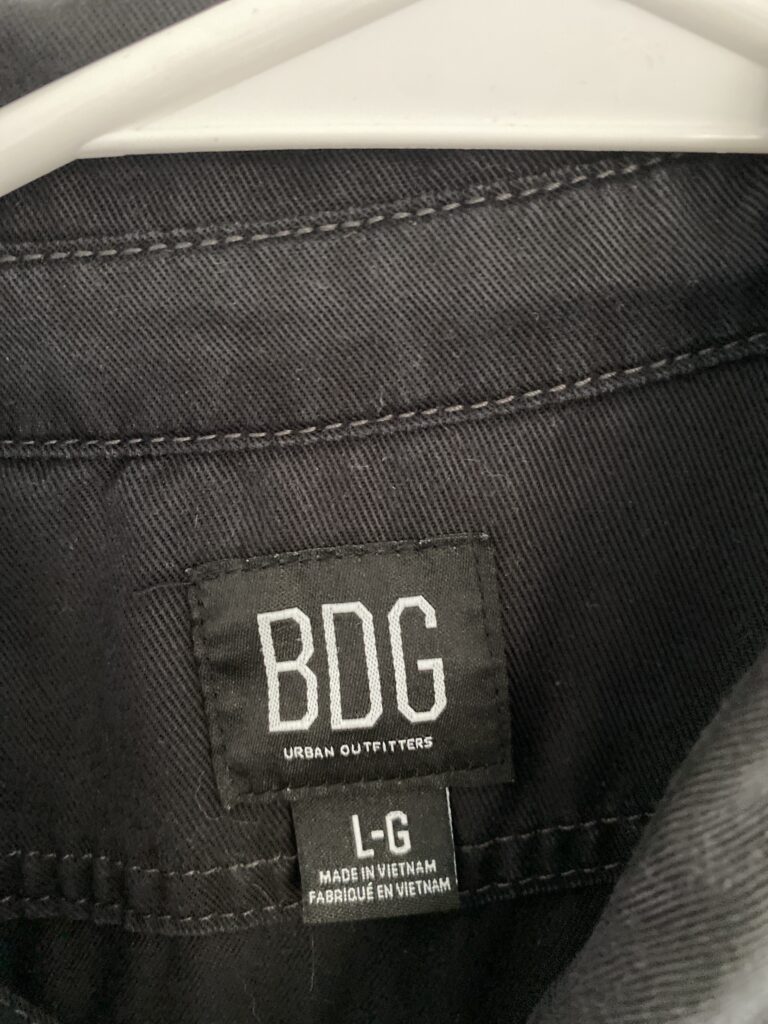 BDG
URBAN OUTFITTERS
L-G
MADE IN VIETNAM
FABRIQUÉ EN VIETNAM